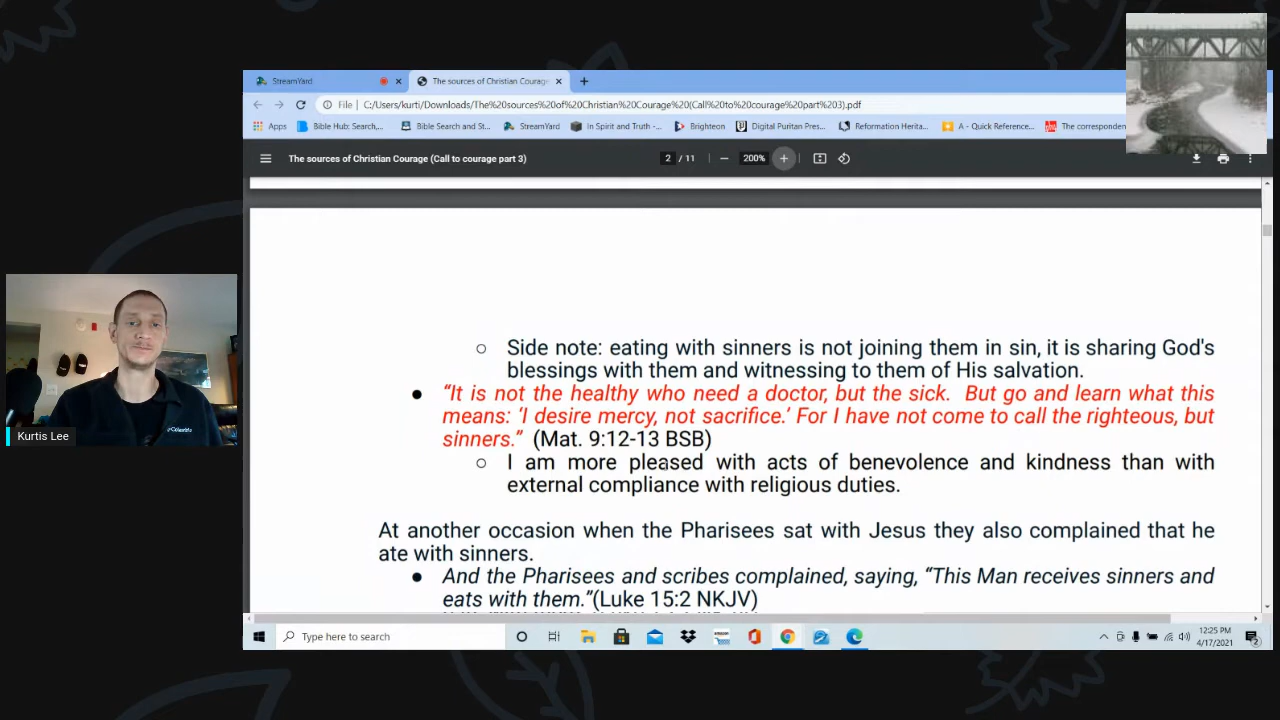 StreamYard
The sources of Christian Courage
File
C:/Users/kurti/Downloads/The%20sources%20of%20Christian%20Courage%20(Call%20to%20courage%20part%203).pdf
Apps
Bible Hub: Search,...
Bible Search and St...
StreamYard
In Spirit and Truth -...
Brighteon
Digital Puritan Pres...
Reformation Herita...
A - Quick Reference...
The corresponden
The sources of Christian Courage (Call to courage part 3)
2 / 11
200%
Side note: eating with sinners is not joining them in sin, it is sharing God's
blessings with them and witnessing to them of His salvation.
“It is not the healthy who need a doctor, but the sick. But go and learn what this
means: ‘I desire mercy, not sacrifice.’ For I have not come to call the righteous, but
sinners.” (Mat. 9:12-13 BSB)
I am more pleased with acts of benevolence and kindness than with
external compliance with religious duties.
At another occasion when the Pharisees sat with Jesus they also complained that he
ate with sinners.
And the Pharisees and scribes complained, saying, “This Man receives sinners and
eats with them.”(Luke 15:2 NKJV)
Kurtis Lee
Type here to search
12:25 PM
4/17/2021